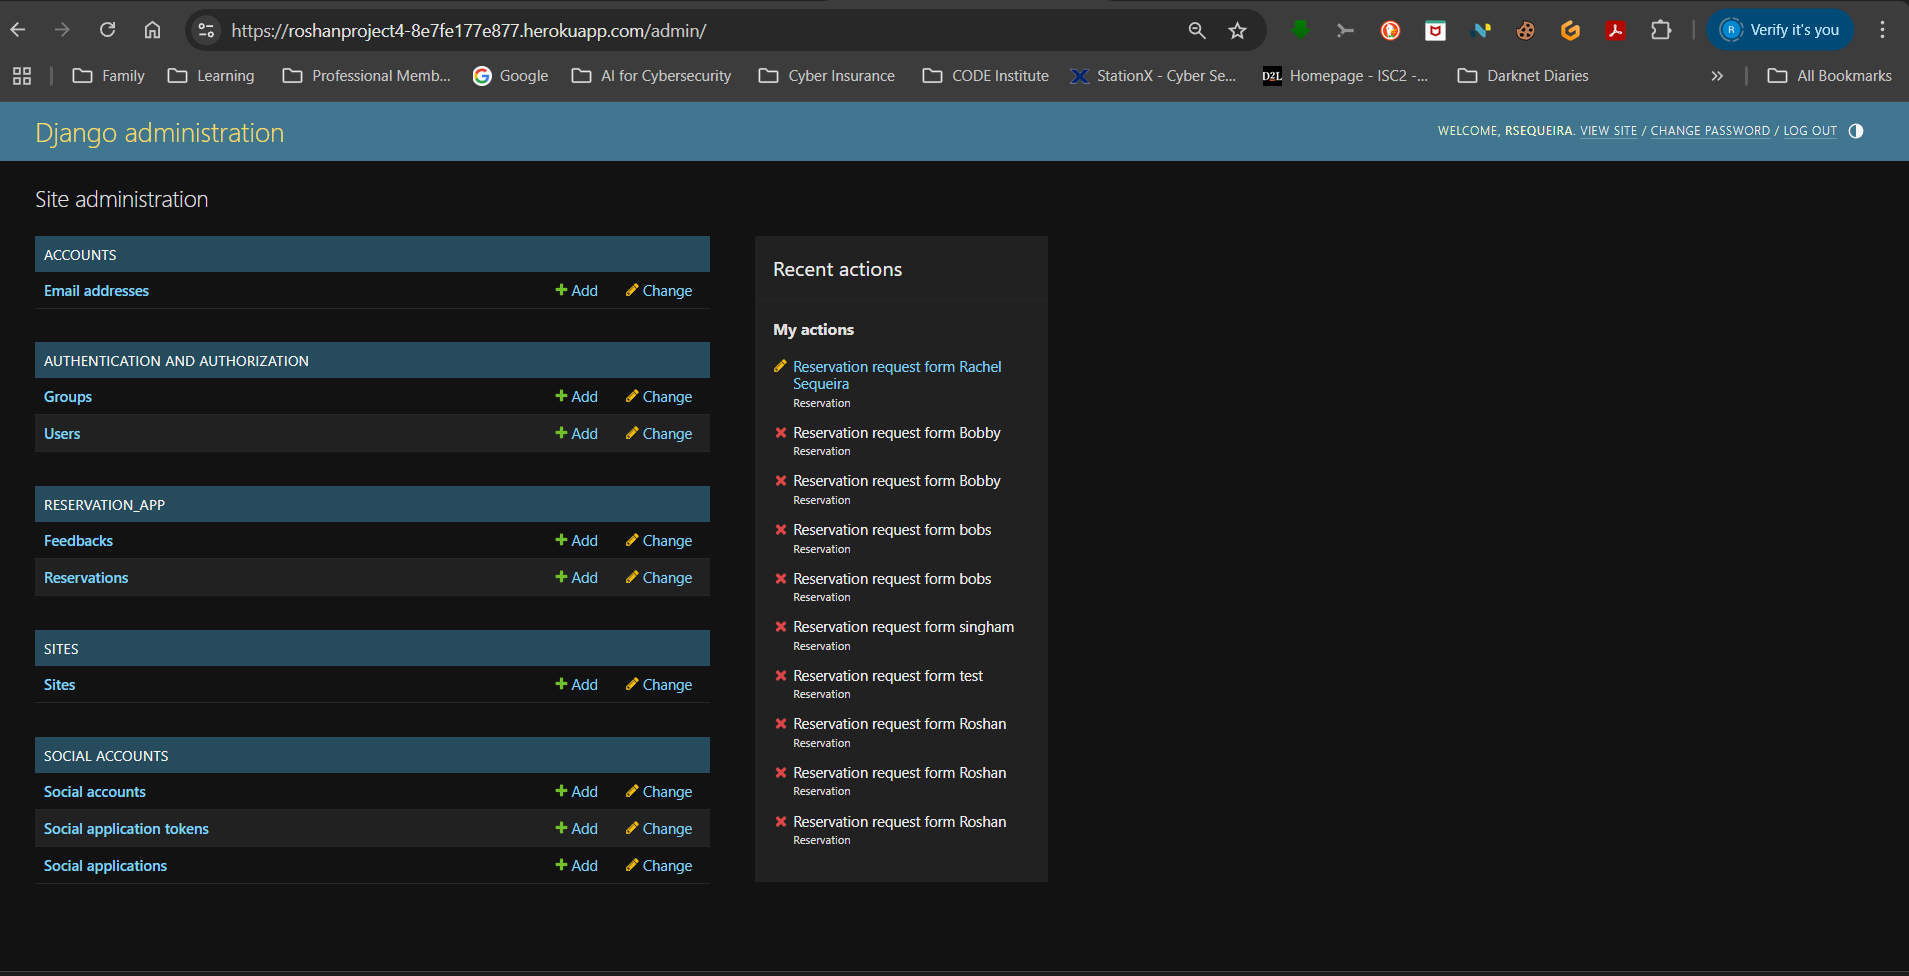 https://roshanproject4-8e7fe177e877.herokuapp.com/admin/
Verify it's you
Family
Learning
Professional Memb...
Google
AI for Cybersecurity
Cyber Insurance
CODE Institute
StationX - Cyber Se...
D2L
Homepage - ISC2 -...
Darknet Diaries
»
All Bookmarks
Django administration
WELCOME, RSEQUEIRA. VIEW SITE / CHANGE PASSWORD / LOG OUT
Site administration
ACCOUNTS
Email addresses Add Change
AUTHENTICATION AND AUTHORIZATION
Groups Add Change
Users Add Change
RESERVATION_APP
Feedbacks Add Change
Reservations Add Change
SITES
Sites Add Change
SOCIAL ACCOUNTS
Social accounts Add Change
Social application tokens Add Change
Social applications Add Change
Recent actions
My actions
Reservation request form Rachel
Sequeira
Reservation
Reservation request form Bobby
Reservation
Reservation request form Bobby
Reservation
Reservation request form bobs
Reservation
Reservation request form bobs
Reservation
Reservation request form singham
Reservation
Reservation request form test
Reservation
Reservation request form Roshan
Reservation
Reservation request form Roshan
Reservation
Reservation request form Roshan
Reservation